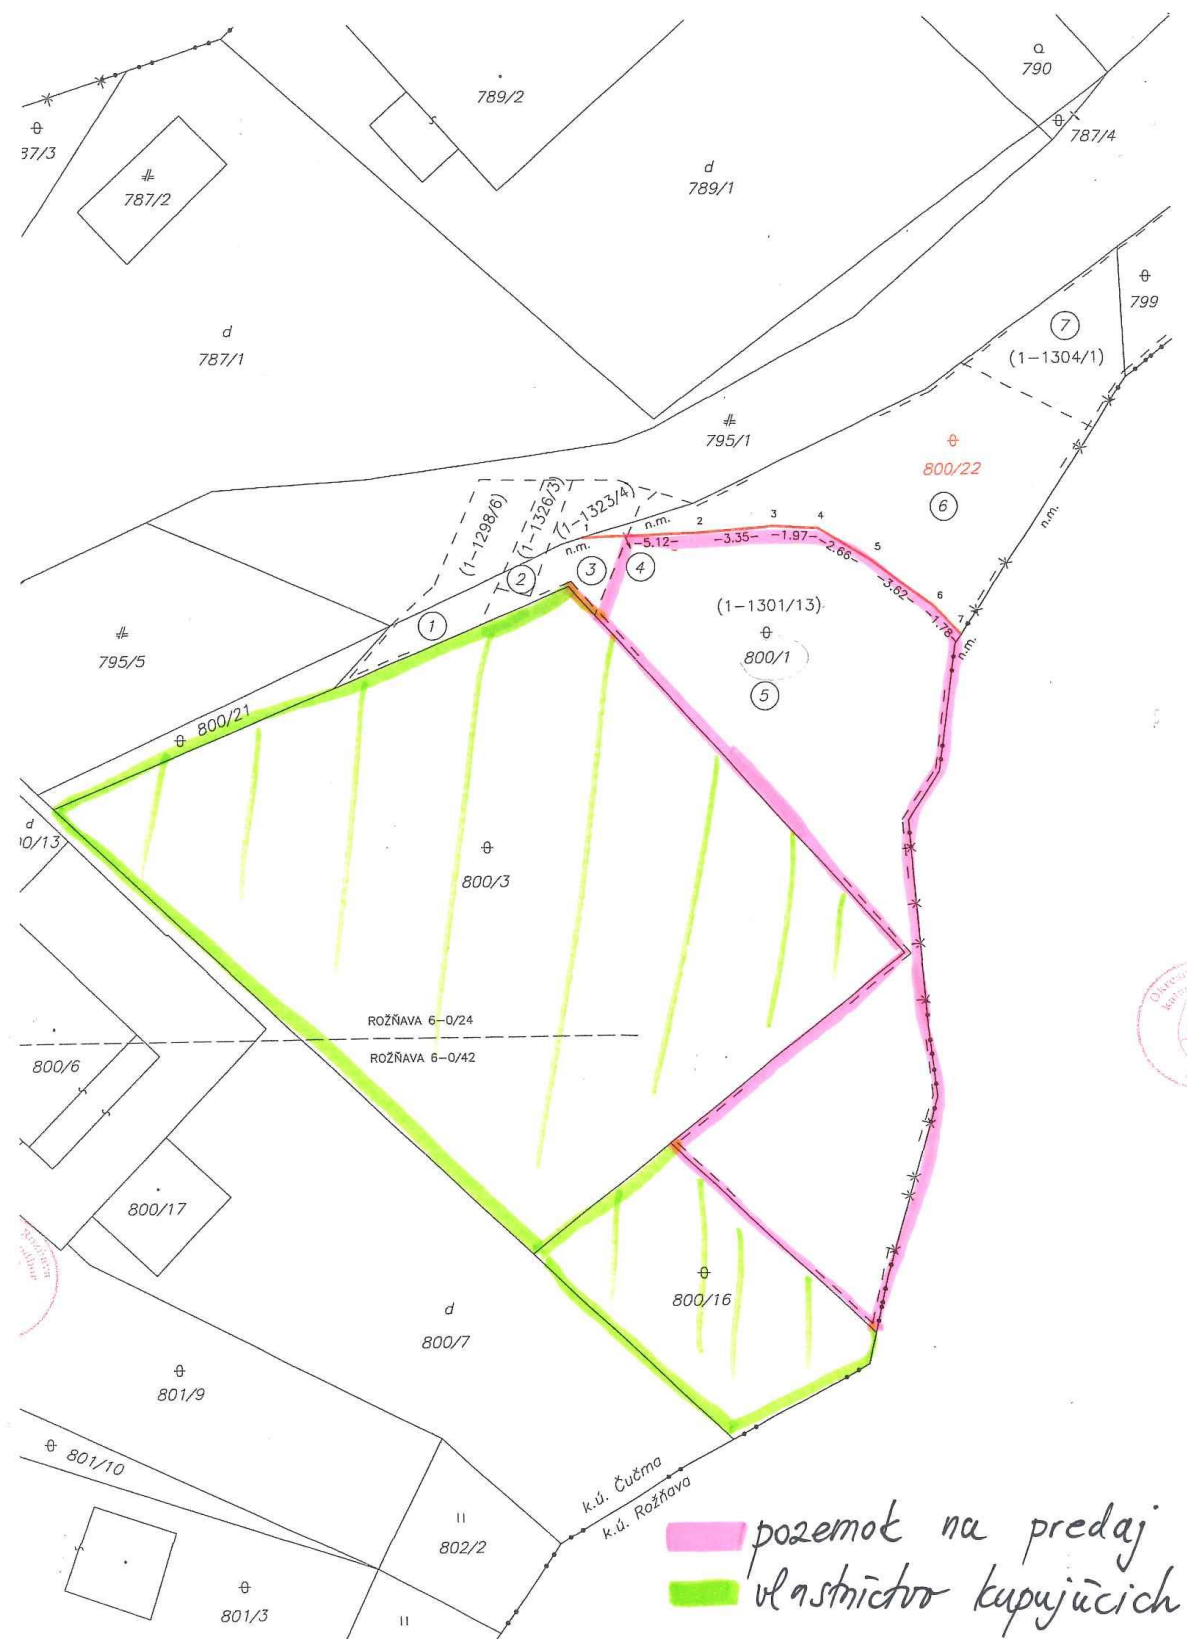 789/2
790
787/4
87/3
787/2
789/1
799
787/1
7
(1-1304/1)
795/1
800/22
6
(1-1298/6)
(1-1326/3)
(1-1323/4)
n.m.
n.m.
n.m.
n.m.
1 2 3 4 5 6 7
-5.12- -3.35- -1.97- -2.66- -3.62- -1.78-
1
2
3
4
(1-1301/13)
800/1
5
795/5
800/21
d
d
d
d
800/3
ROŽŇAVA 6-0/24
ROŽŇAVA 6-0/42
800/6
800/17
800/16
800/7
801/9
801/10
k.ú. Čučma
k.ú. Rožňava
802/2
801/3
pozemok na predaj
vlastníctvo kupujúcich